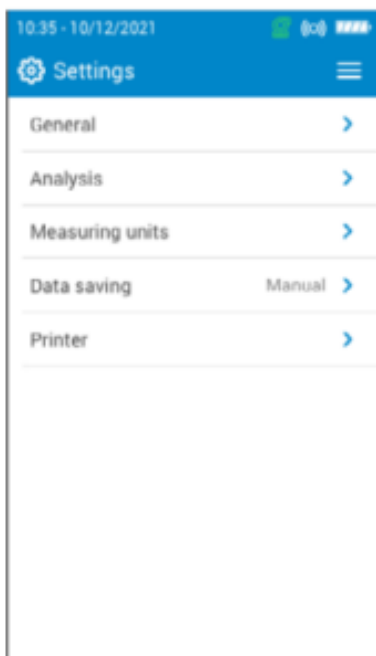 10:35 - 10/12/2021
Settings
General
Analysis
Measuring units
Data saving Manual
Printer